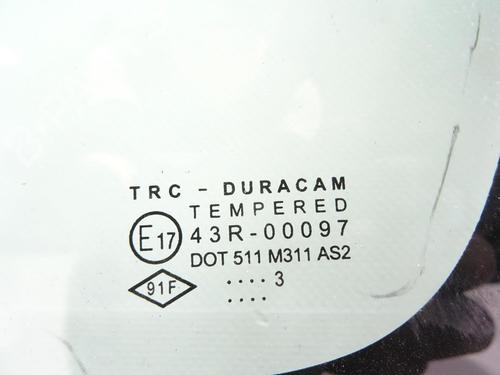 TRC - DURACAM
TEMPERED
E17 43R-00097
DOT 511 M311 AS2
91F .... 3
....